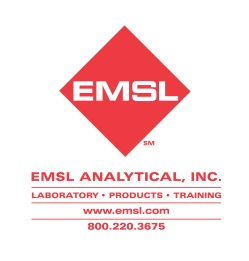 EMSL
SM
EMSL ANALYTICAL, INC.
LABORATORY • PRODUCTS • TRAINING
www.emsl.com
800.220.3675